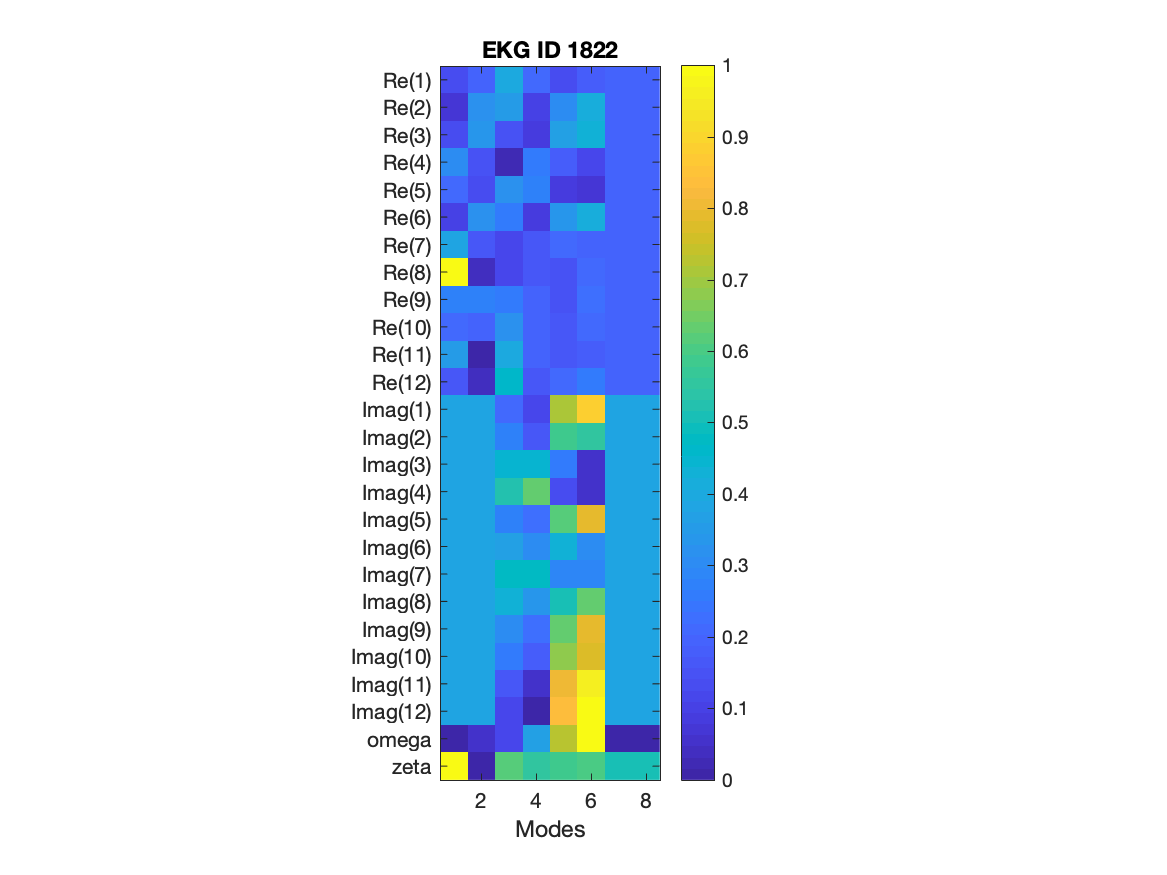 EKG ID 1822
Re(1)
Re(2)
Re(3)
Re(4)
Re(5)
Re(6)
Re(7)
Re(8)
Re(9)
Re(10)
Re(11)
Re(12)
Imag(1)
Imag(2)
Imag(3)
Imag(4)
Imag(5)
Imag(6)
Imag(7)
Imag(8)
Imag(9)
Imag(10)
Imag(11)
Imag(12)
omega
zeta
2 4 6 8
Modes
1
0.9
0.8
0.7
0.6
0.5
0.4
0.3
0.2
0.1
0